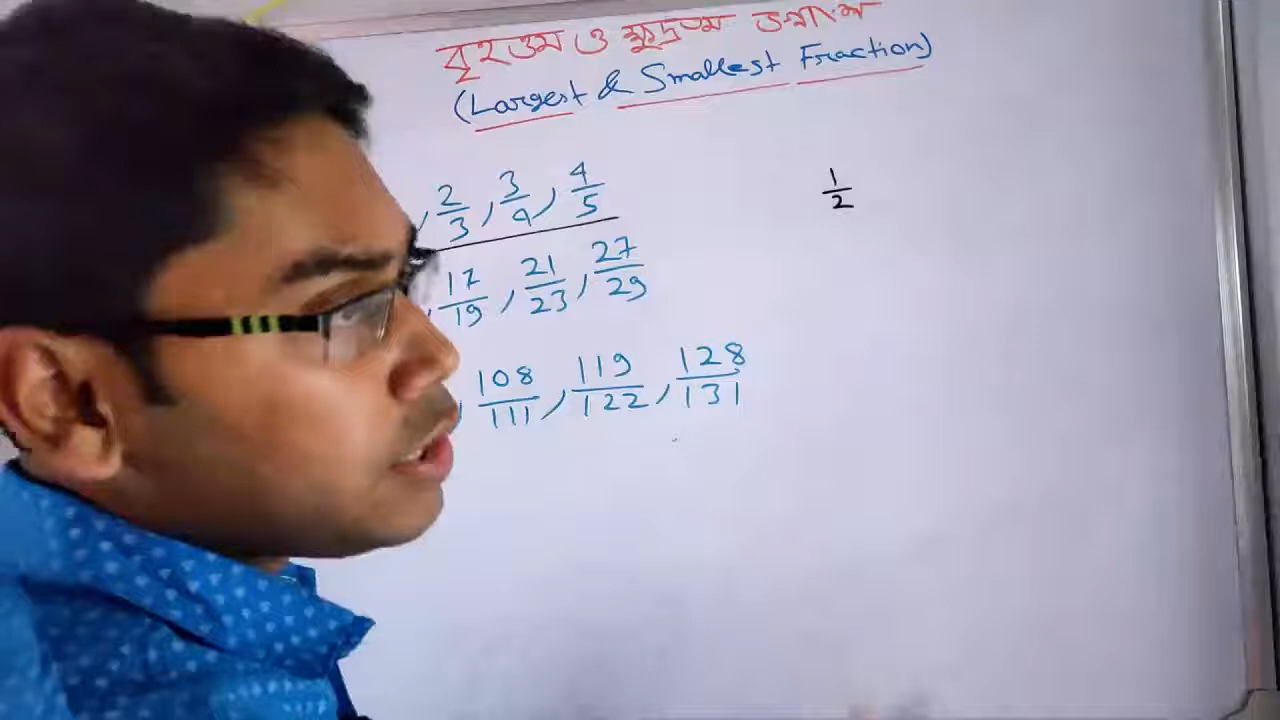 বৃহত্তম ও ক্ষুদ্রতম ভগ্নাংশ
(Largest & Smallest Fraction)
, 2/3, 3/4, 4/5
1/2
, 17/19, 21/23, 27/29
, 108/111, 119/122, 128/131